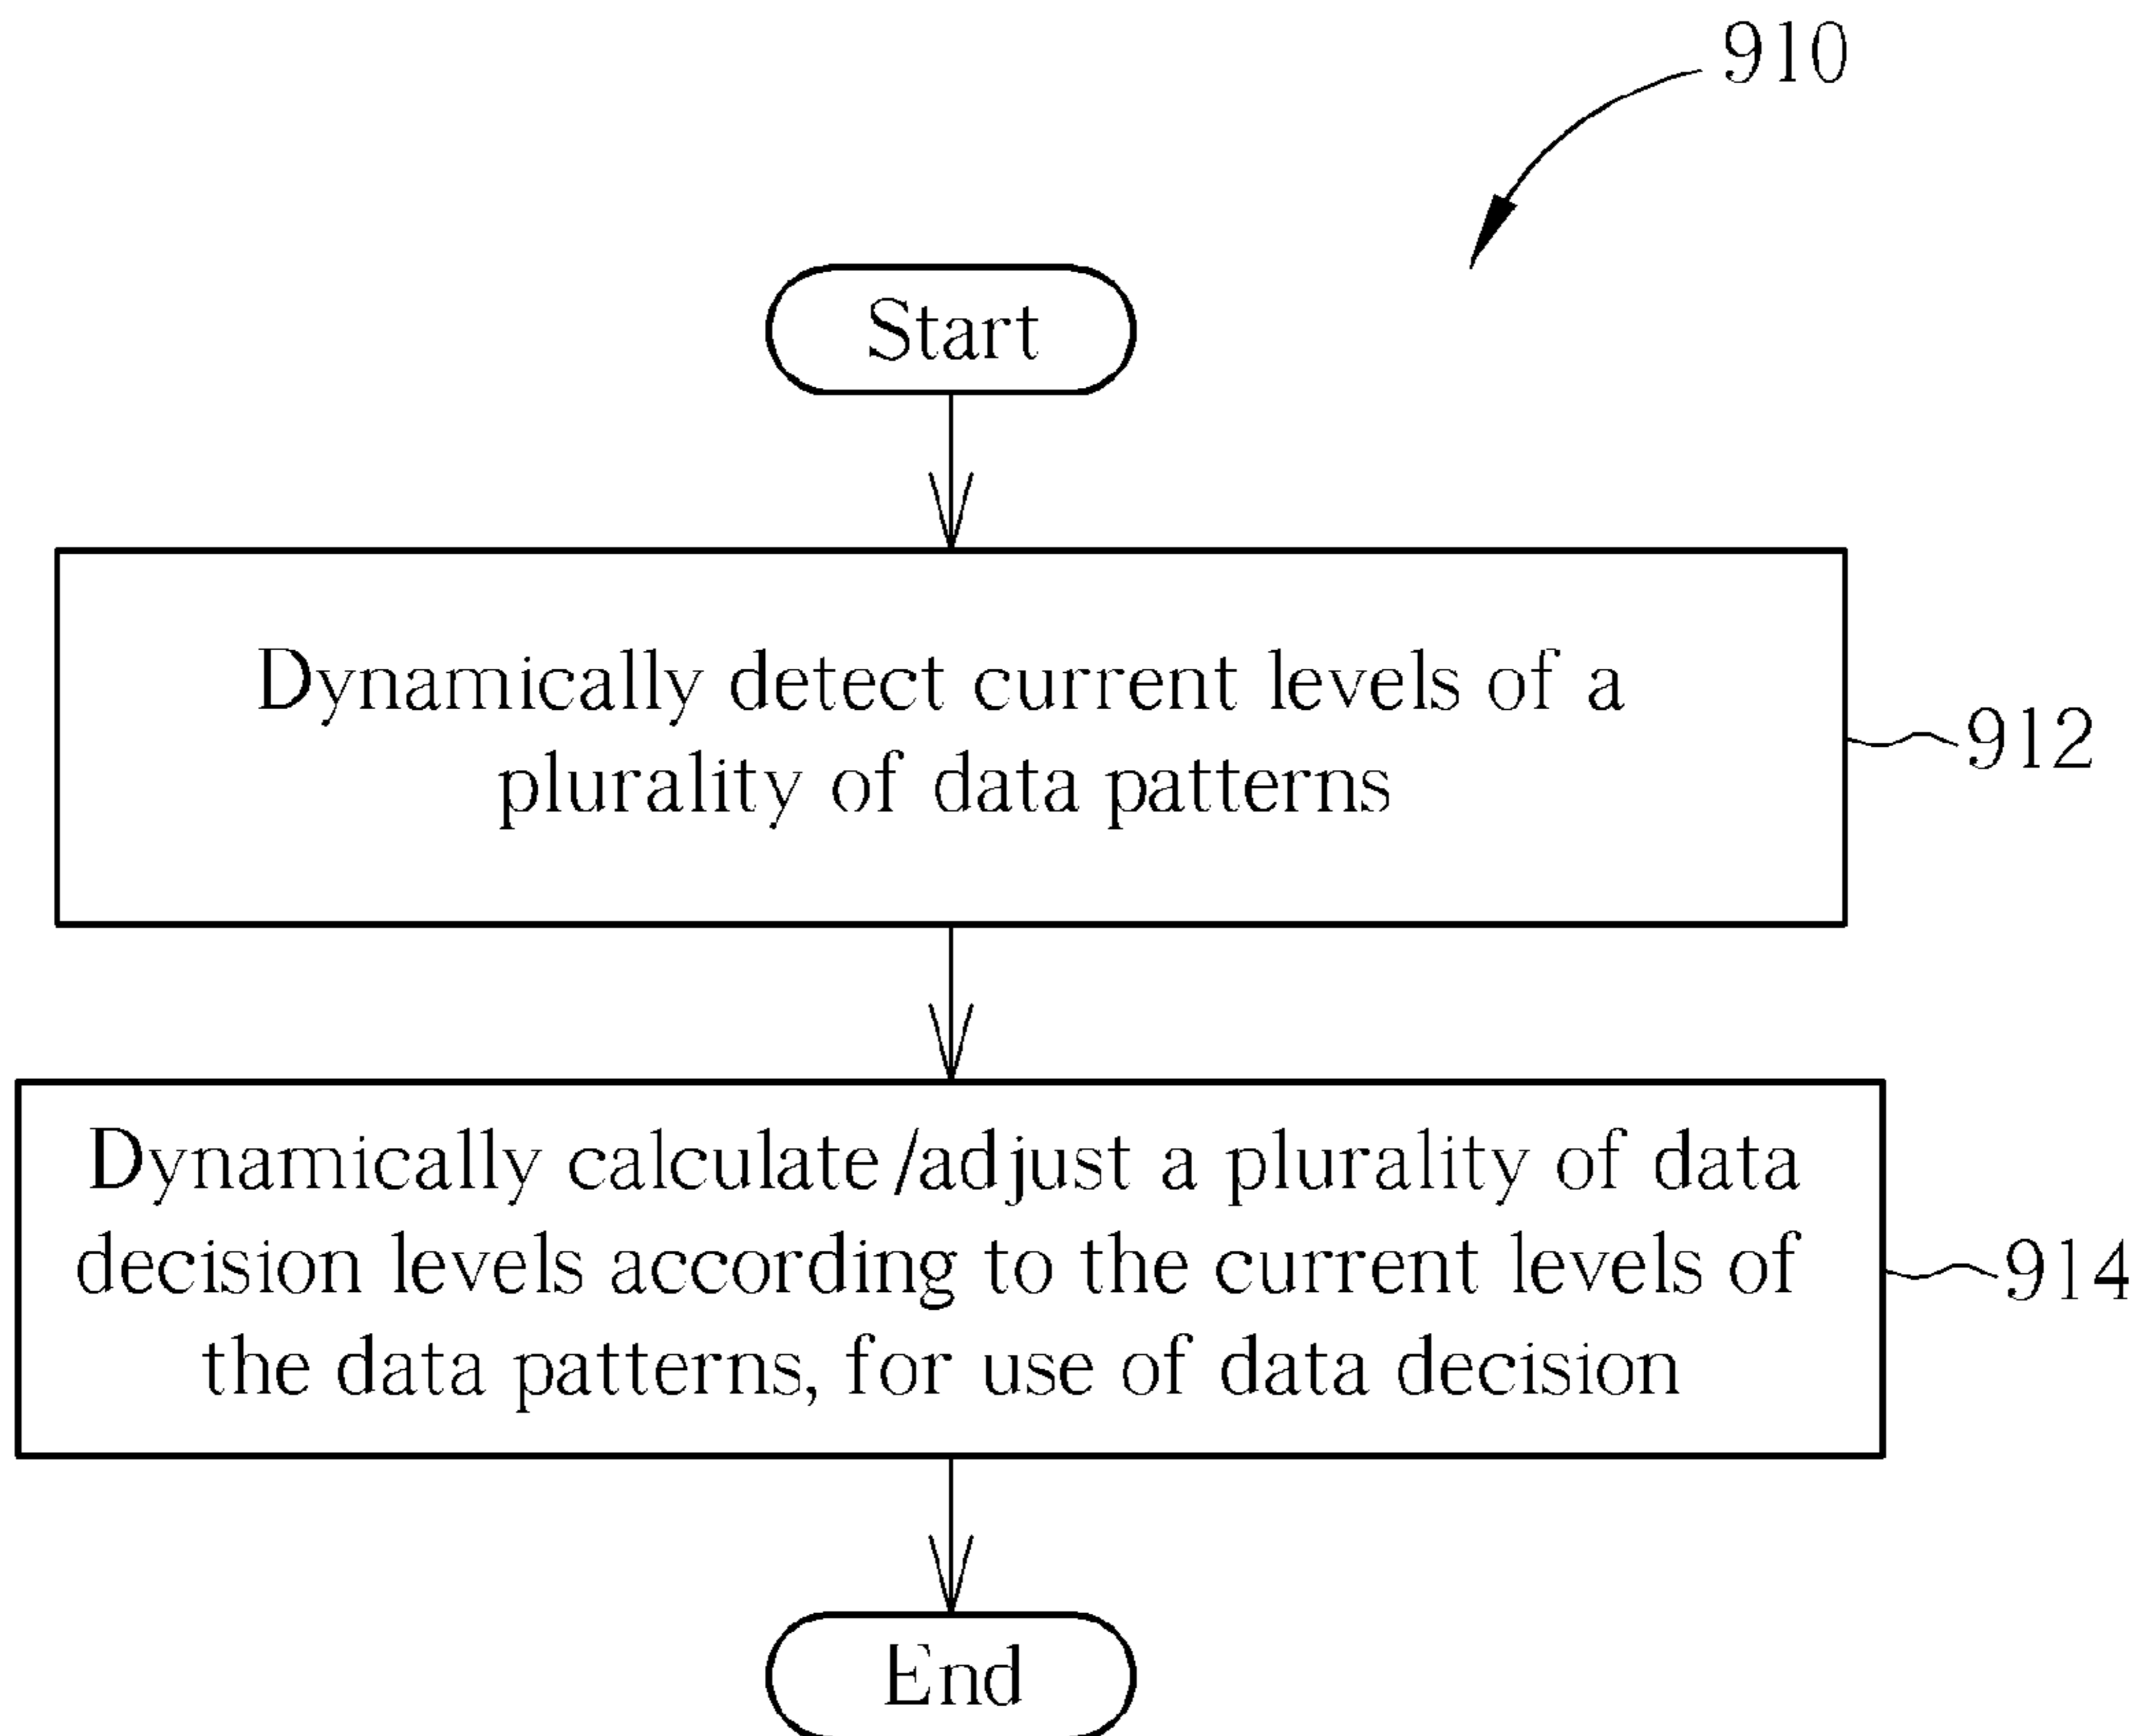 910
Start
Dynamically detect current levels of a
plurality of data patterns
912
Dynamically calculate/adjust a plurality of data
decision levels according to the current levels of
the data patterns, for use of data decision
914
End